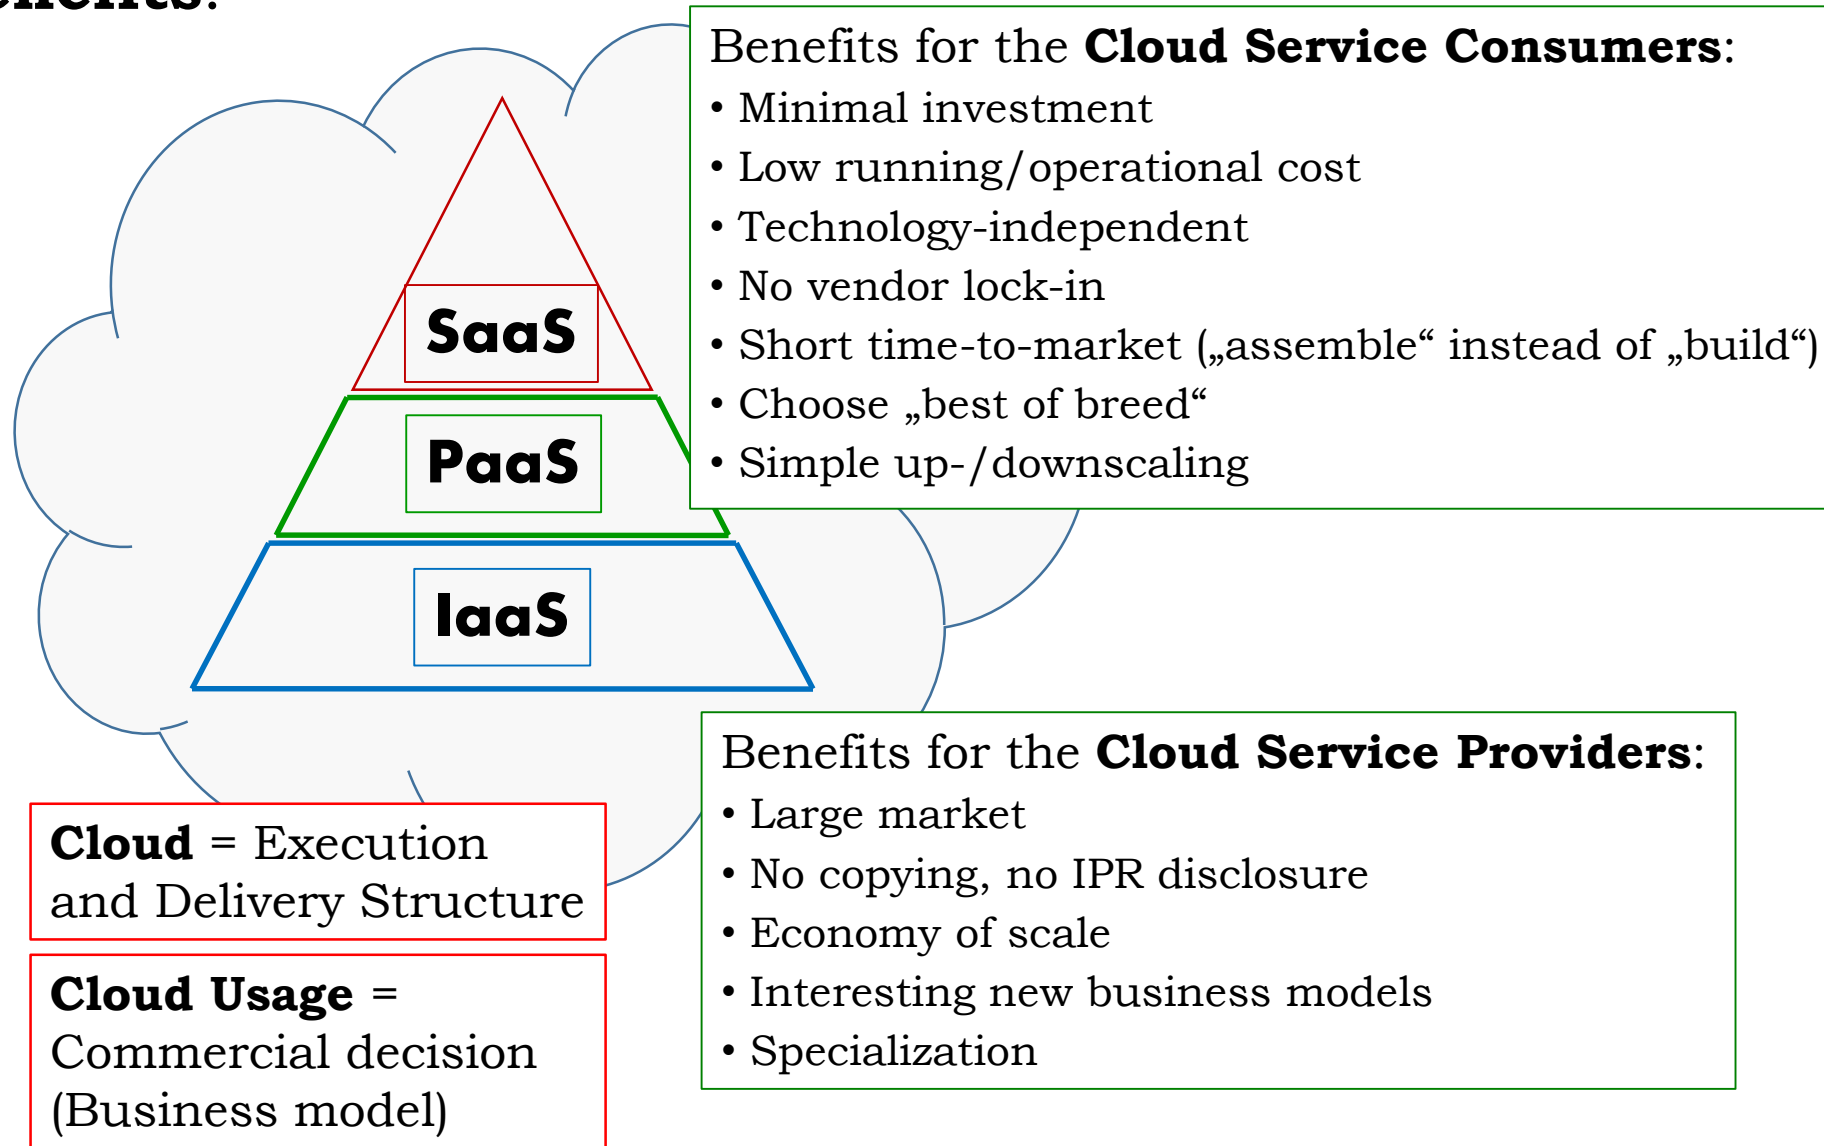 Benefits for the Cloud Service Consumers:
• Minimal investment
• Low running/operational cost
• Technology-independent
• No vendor lock-in
• Short time-to-market („assemble“ instead of „build“)
• Choose „best of breed“
• Simple up-/downscaling
SaaS
PaaS
IaaS
Benefits for the Cloud Service Providers:
• Large market
• No copying, no IPR disclosure
• Economy of scale
• Interesting new business models
• Specialization
Cloud = Execution
and Delivery Structure
Cloud Usage =
Commercial decision
(Business model)